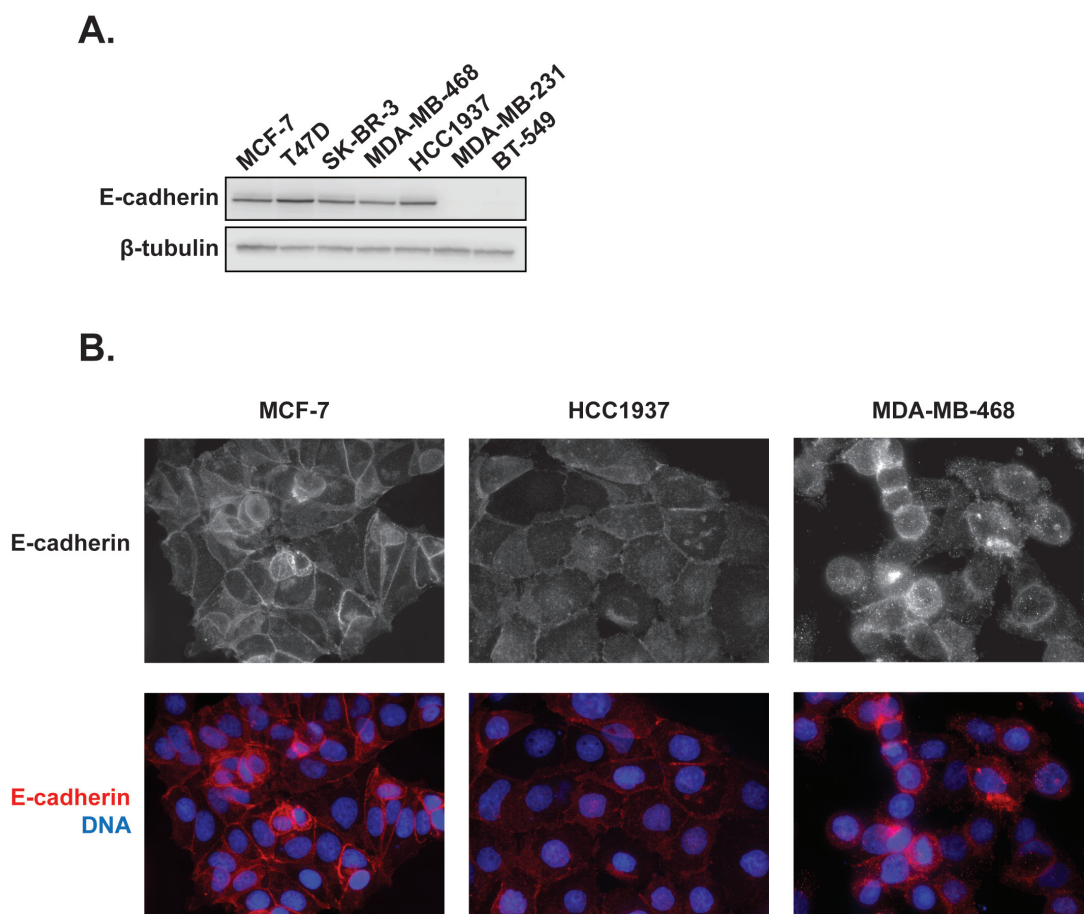 A.
MCF-7
T47D
SK-BR-3
MDA-MB-468
HCC1937
MDA-MB-231
BT-549
E-cadherin
β-tubulin
B.
MCF-7 HCC1937 MDA-MB-468
E-cadherin
E-cadherin
DNA